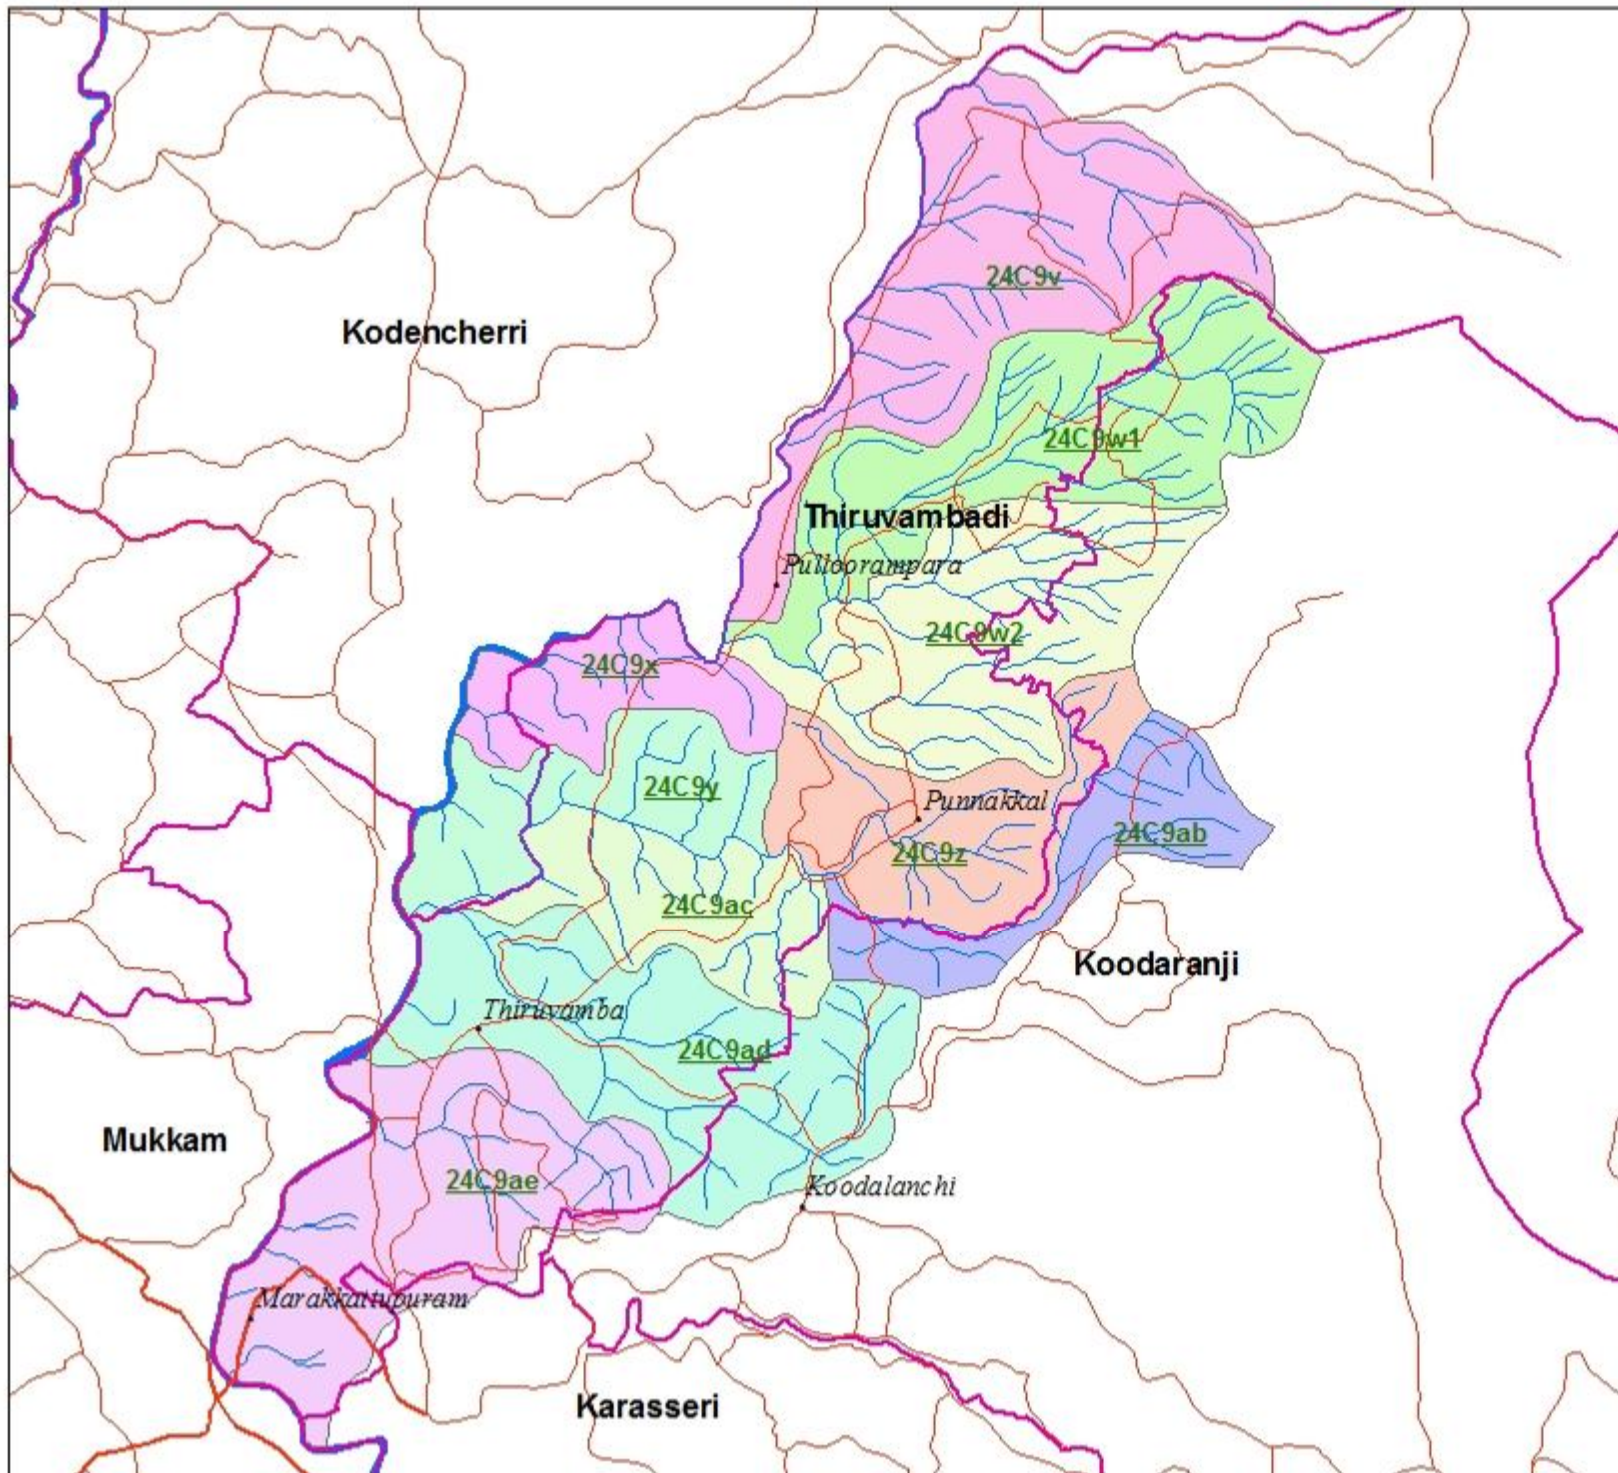 24C9v
Kodencherri
24C9w1
Thiruvambadi
Pulloorampara
24C9w2
24C9x
24C9y
Punnakkal
24C9ab
24C9z
24C9ac
Koodaranji
Thiruvamba
24C9ad
Mukkam
24C9ae
Koodalanchi
Marakkattupuram
Karasseri